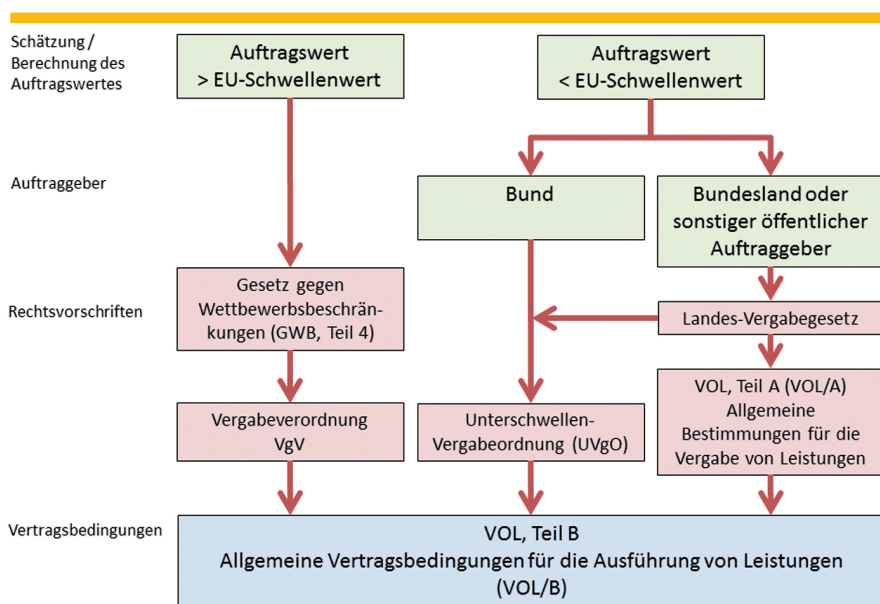 Schätzung /
Berechnung des
Auftragswertes
Auftragswert
> EU-Schwellenwert
Auftragswert
< EU-Schwellenwert
Auftraggeber
Bund
Bundesland oder
sonstiger öffentlicher
Auftraggeber
Rechtsvorschriften
Gesetz gegen
Wettbewerbsbeschrän-
kungen (GWB, Teil 4)
Landes-Vergabegesetz
Vergabeverordnung
VgV
Unterschwellen-
Vergabeordnung (UVgO)
VOL, Teil A (VOL/A)
Allgemeine
Bestimmungen für die
Vergabe von Leistungen
Vertragsbedingungen
VOL, Teil B
Allgemeine Vertragsbedingungen für die Ausführung von Leistungen
(VOL/B)